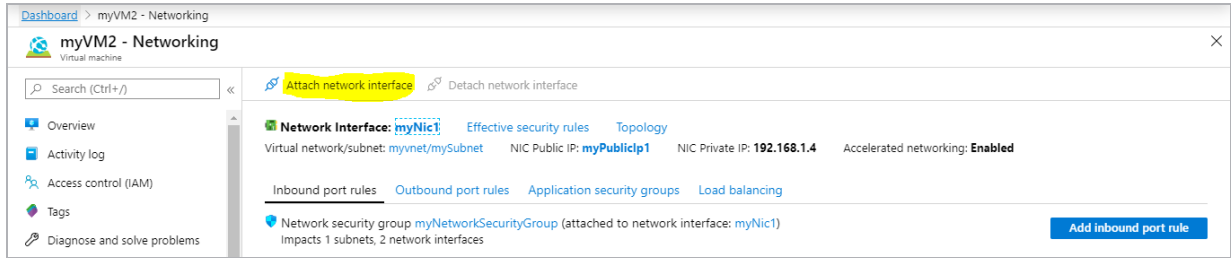 Dashboard > myVM2 - Networking
myVM2 - Networking
Virtual machine
Search (Ctrl+/)
Overview
Activity log
Access control (IAM)
Tags
Diagnose and solve problems
Attach network interface Detach network interface
Network Interface: myNic1 Effective security rules Topology
Virtual network/subnet: myvnet/mySubnet NIC Public IP: myPublicIp1 NIC Private IP: 192.168.1.4 Accelerated networking: Enabled
Inbound port rules Outbound port rules Application security groups Load balancing
Network security group myNetworkSecurityGroup (attached to network interface: myNic1)
Impacts 1 subnets, 2 network interfaces
Add inbound port rule